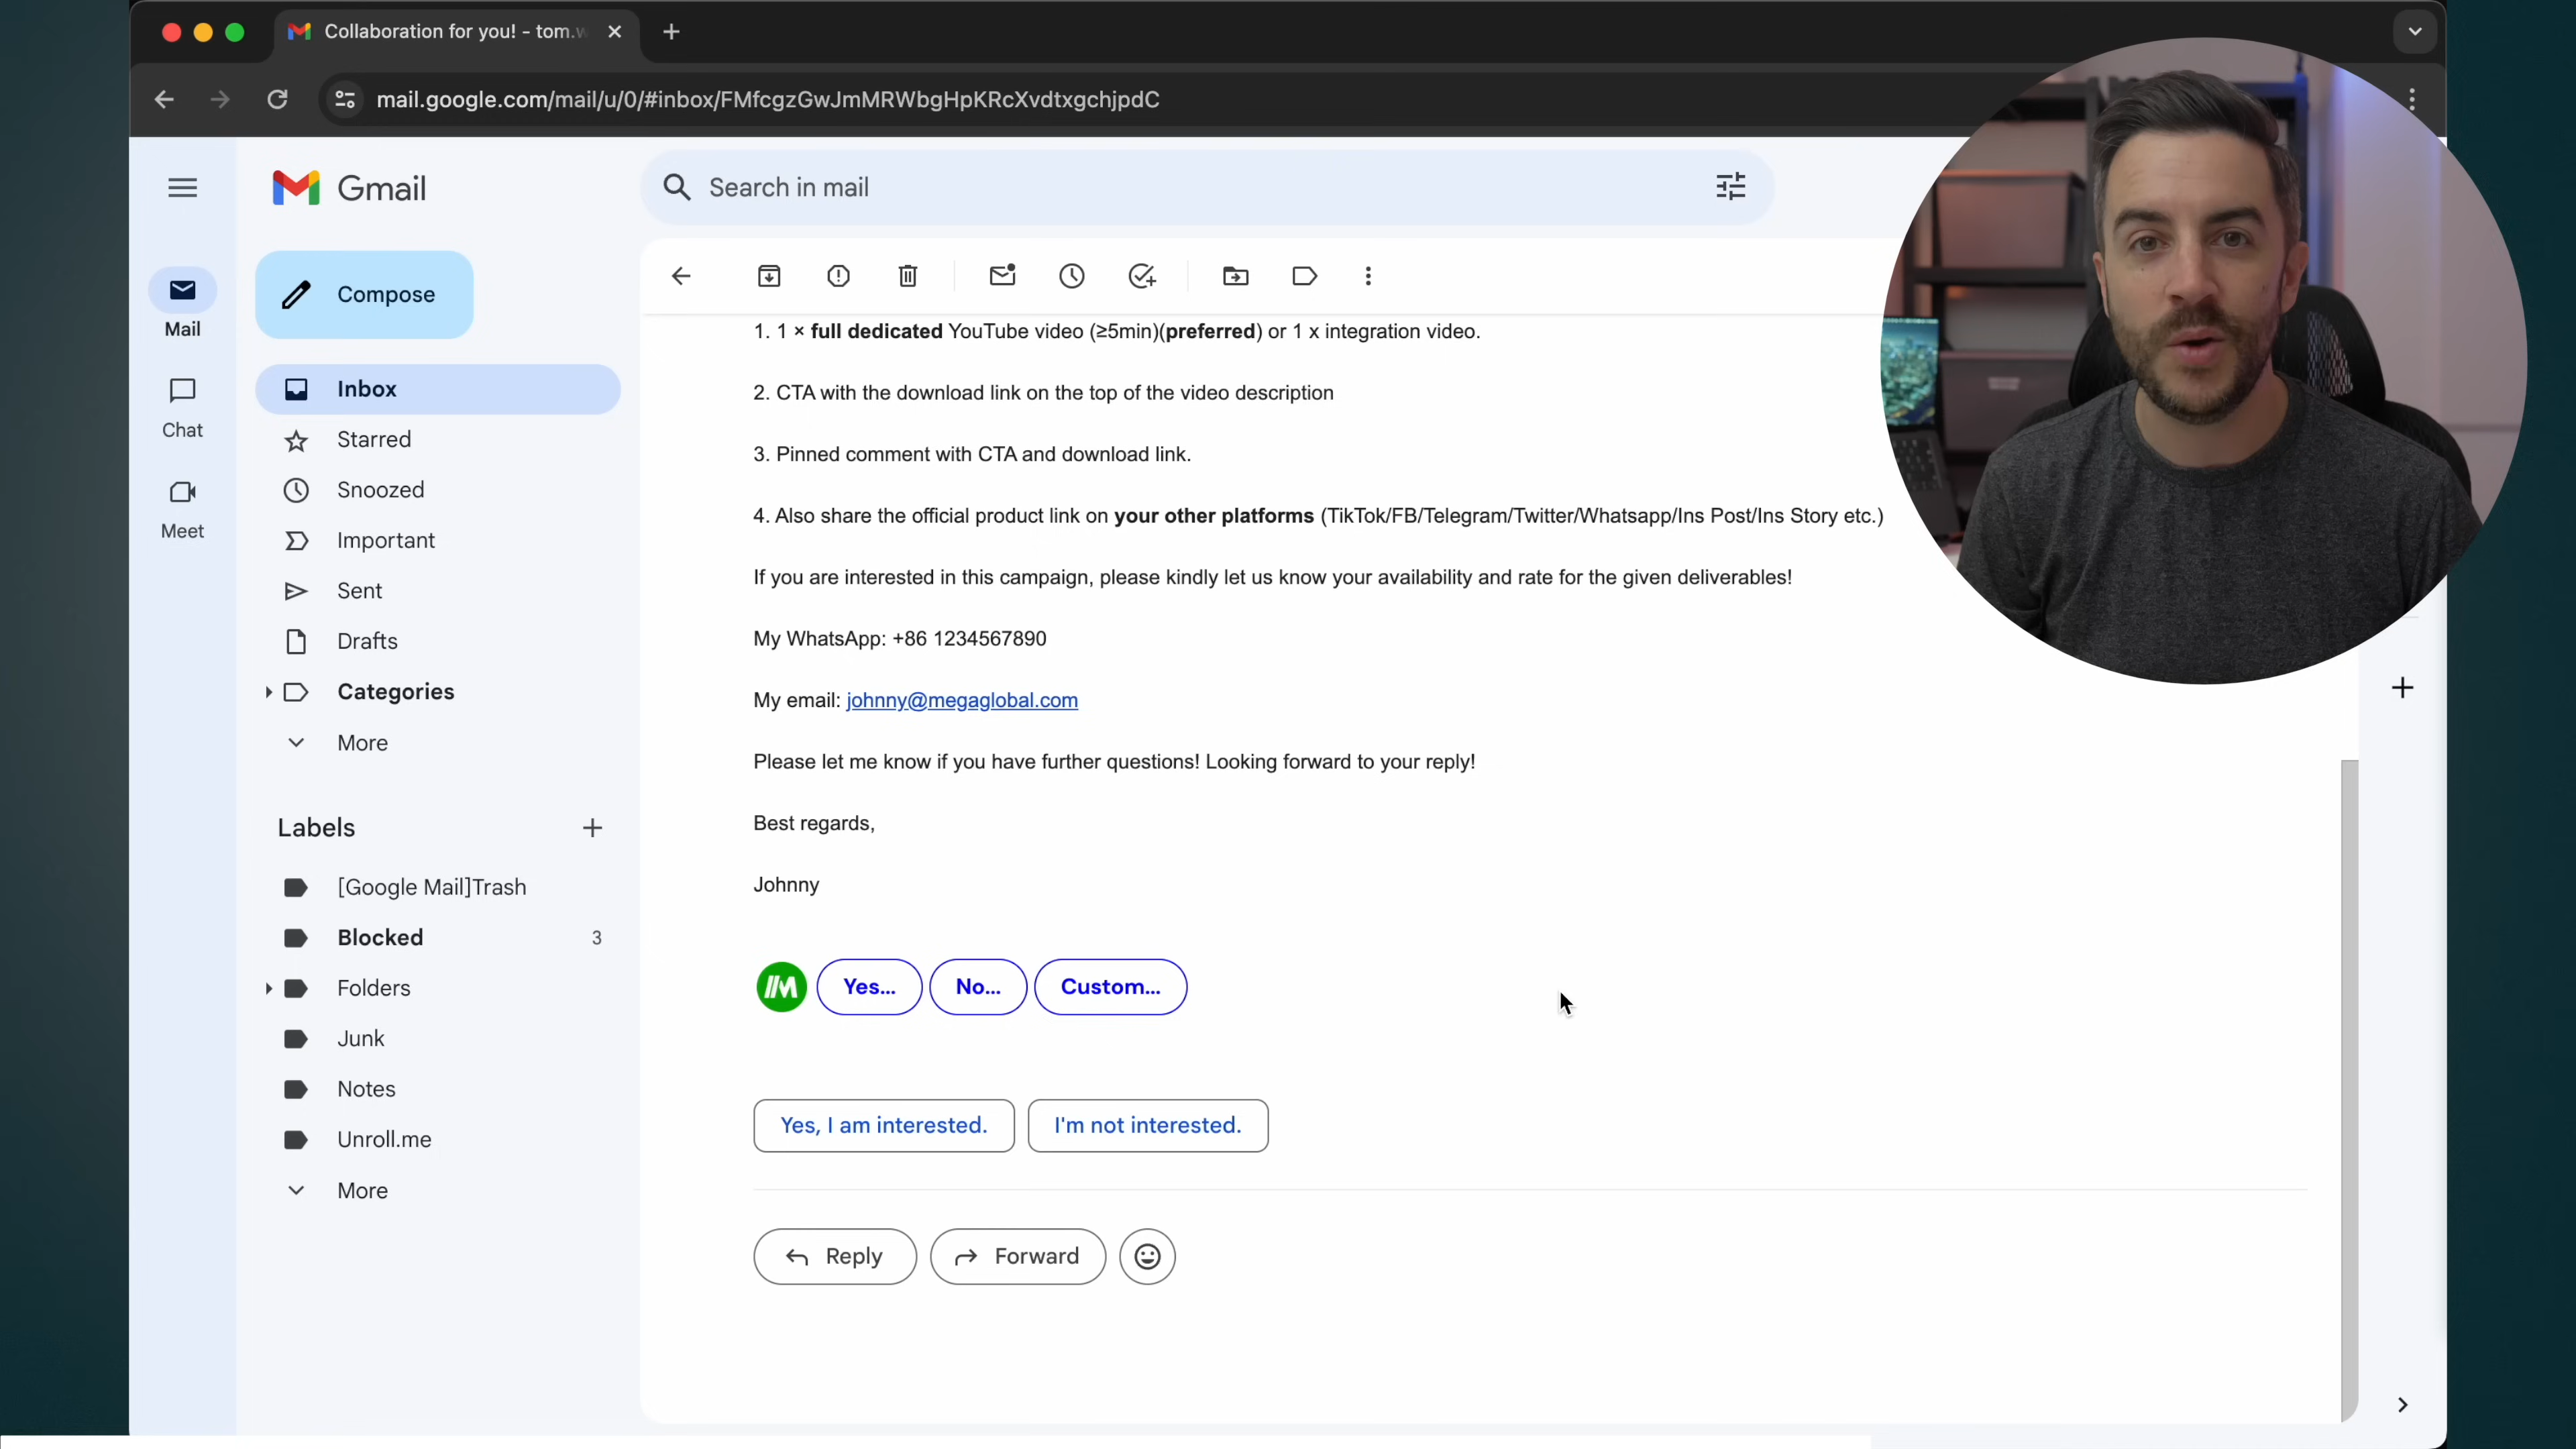 Collaboration for you! - tom.w
mail.google.com/mail/u/0/#inbox/FMfcgzGwJmMRWbgHpKRcXvdtxgchjpdC
Gmail
Search in mail
Compose
Mail
Chat
Meet
Inbox
Starred
Snoozed
Important
Sent
Drafts
Categories
More
Labels
[Google Mail]Trash
Blocked 3
Folders
Junk
Notes
Unroll.me
More
1. 1 × full dedicated YouTube video (≥5min)(preferred) or 1 x integration video.
2. CTA with the download link on the top of the video description
3. Pinned comment with CTA and download link.
4. Also share the official product link on your other platforms (TikTok/FB/Telegram/Twitter/Whatsapp/Ins Post/Ins Story etc.)
If you are interested in this campaign, please kindly let us know your availability and rate for the given deliverables!
My WhatsApp: +86 1234567890
My email: johnny@megaglobal.com
Please let me know if you have further questions! Looking forward to your reply!
Best regards,
Johnny
Yes... No... Custom...
Yes, I am interested. I'm not interested.
Reply Forward